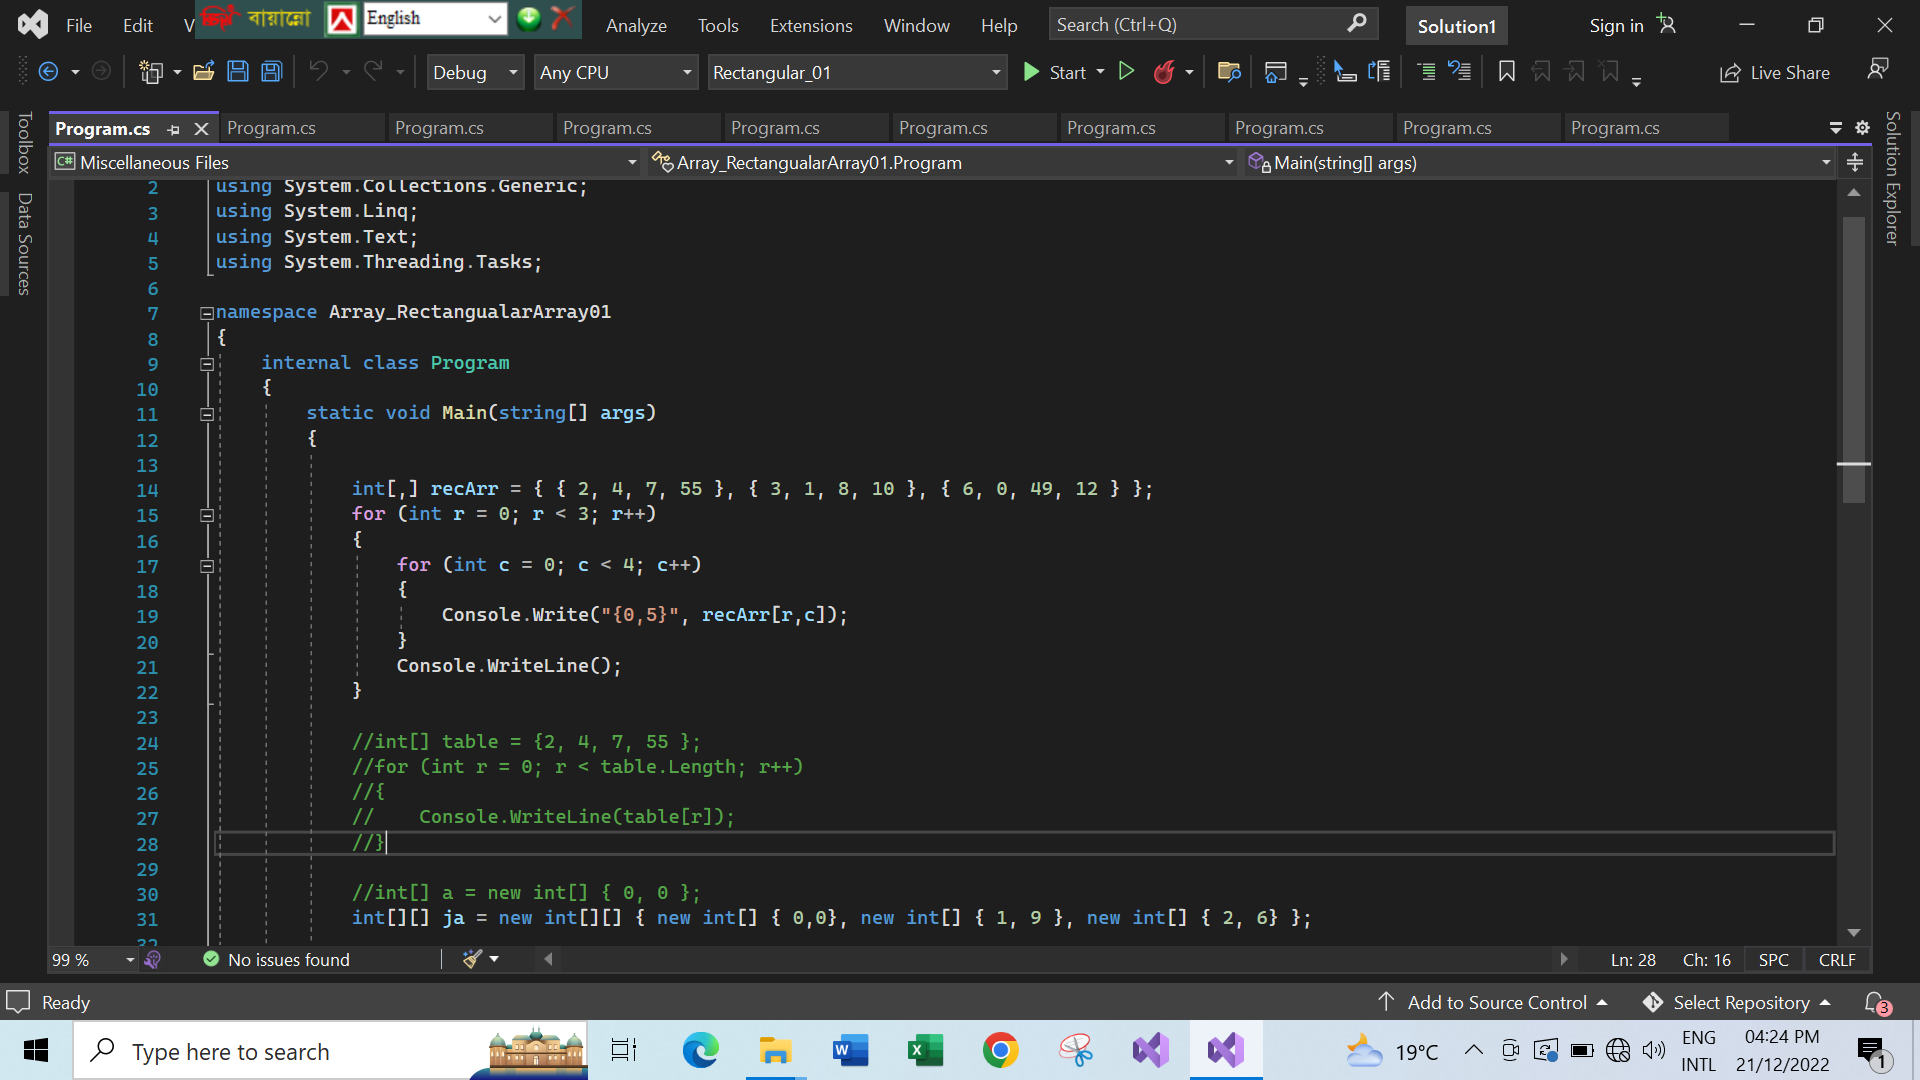 File Edit V বায়ান্নো English Analyze Tools Extensions Window Help Search (Ctrl+Q) Solution1 Sign in
Debug Any CPU Rectangular_01 Start Live Share
Toolbox
Data Sources
Program.cs Program.cs Program.cs Program.cs Program.cs Program.cs Program.cs Program.cs Program.cs Program.cs
Solution Explorer
C# Miscellaneous Files Array_RectangualarArray01.Program Main(string[] args)
2 using System.Collections.Generic;
3 using System.Linq;
4 using System.Text;
5 using System.Threading.Tasks;
6
7 namespace Array_RectangualarArray01
8 {
9 internal class Program
10 {
11 static void Main(string[] args)
12 {
13
14 int[,] recArr = { { 2, 4, 7, 55 }, { 3, 1, 8, 10 }, { 6, 0, 49, 12 } };
15 for (int r = 0; r < 3; r++)
16 {
17 for (int c = 0; c < 4; c++)
18 {
19 Console.Write("{0,5}", recArr[r,c]);
20 }
21 Console.WriteLine();
22 }
23
24 //int[] table = {2, 4, 7, 55 };
25 //for (int r = 0; r < table.Length; r++)
26 //{
27 // Console.WriteLine(table[r]);
28 //}
29
30 //int[] a = new int[] { 0, 0 };
31 int[][] ja = new int[][] { new int[] { 0,0}, new int[] { 1, 9 }, new int[] { 2, 6} };
32
99 % No issues found Ln: 28 Ch: 16 SPC CRLF
Ready Add to Source Control Select Repository 3
Type here to search 19°C ENG 04:24 PM
INTL 21/12/2022 1